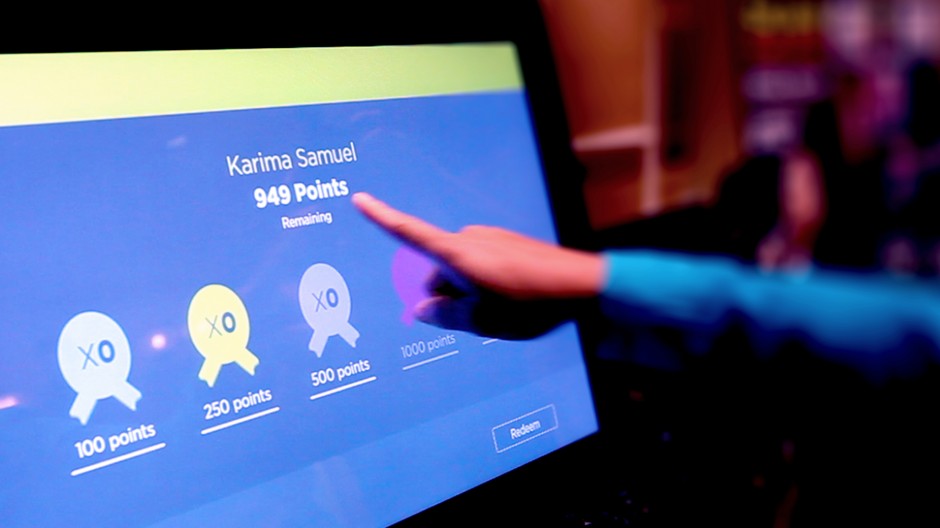 Karima Samuel
949 Points
Remaining
XO
XO
XO
100 points
250 points
500 points
1000 points
Redeem